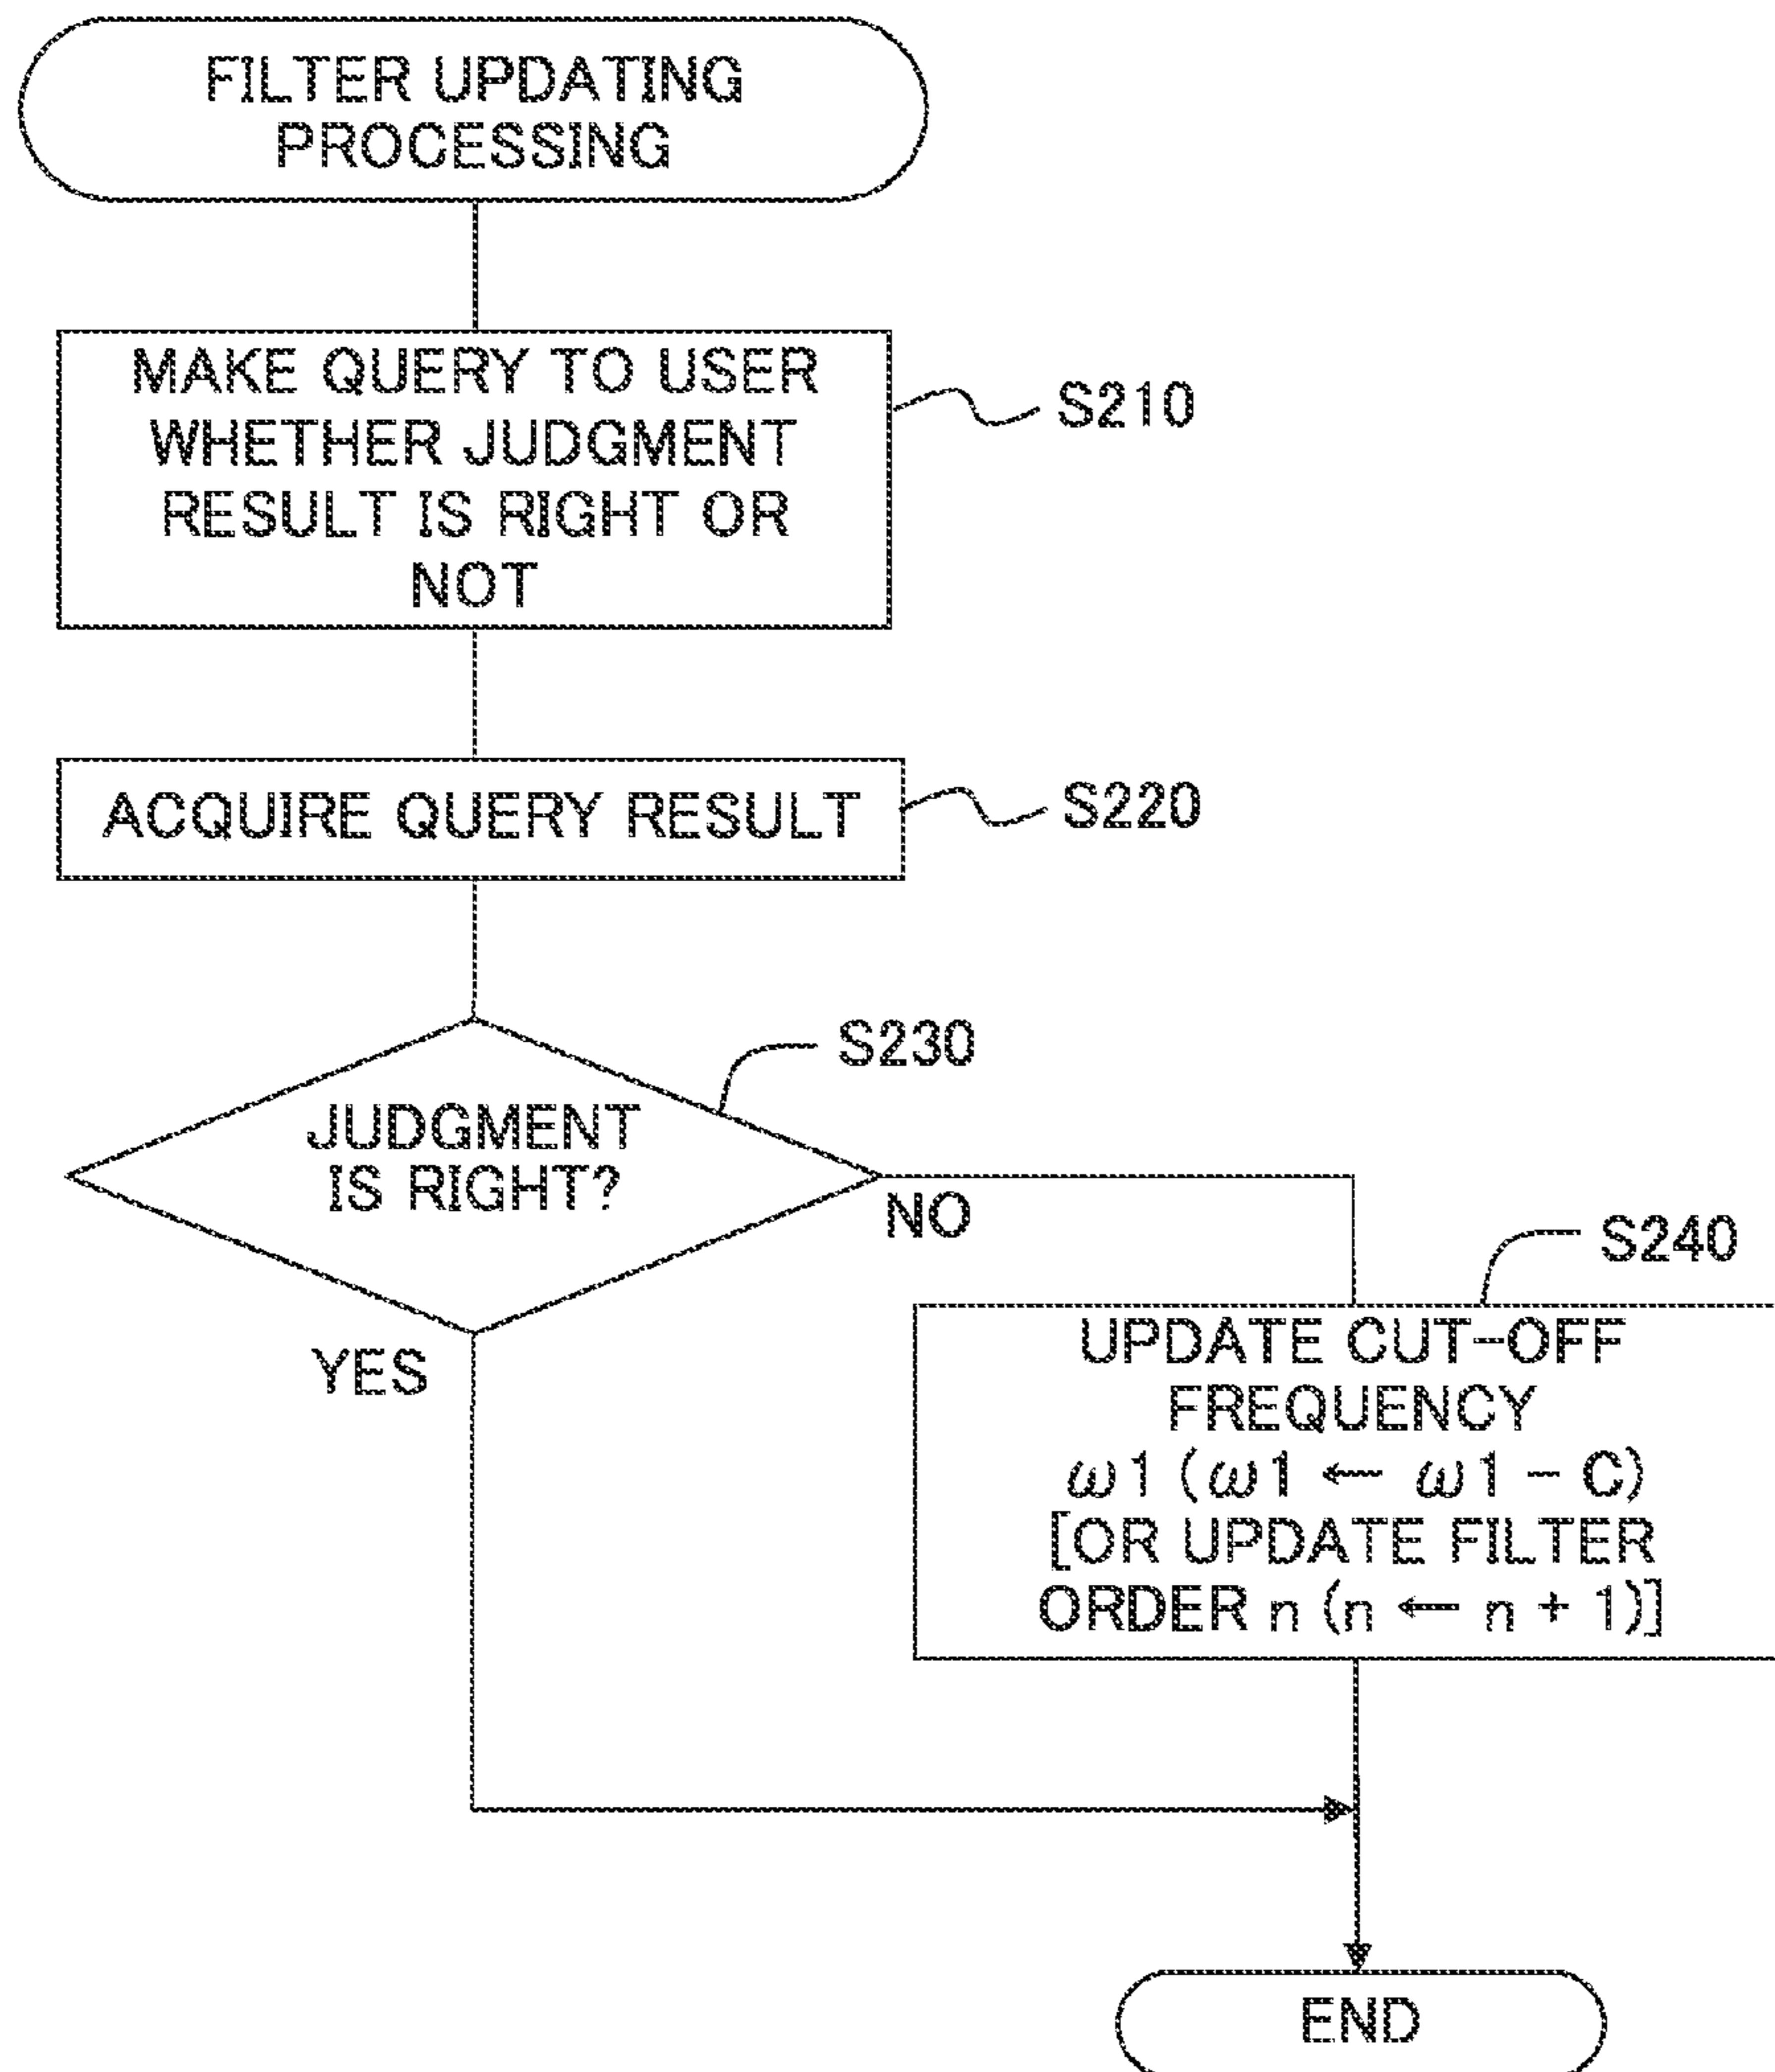 FILTER UPDATING
PROCESSING
MAKE QUERY TO USER
WHETHER JUDGMENT
RESULT IS RIGHT OR
NOT
S210
ACQUIRE QUERY RESULT
S220
S230
JUDGMENT
IS RIGHT?
NO
YES
S240
UPDATE CUT-OFF
FREQUENCY
ω1 (ω1 ← ω1 - C)
[OR UPDATE FILTER
ORDER n (n ← n + 1)]
END